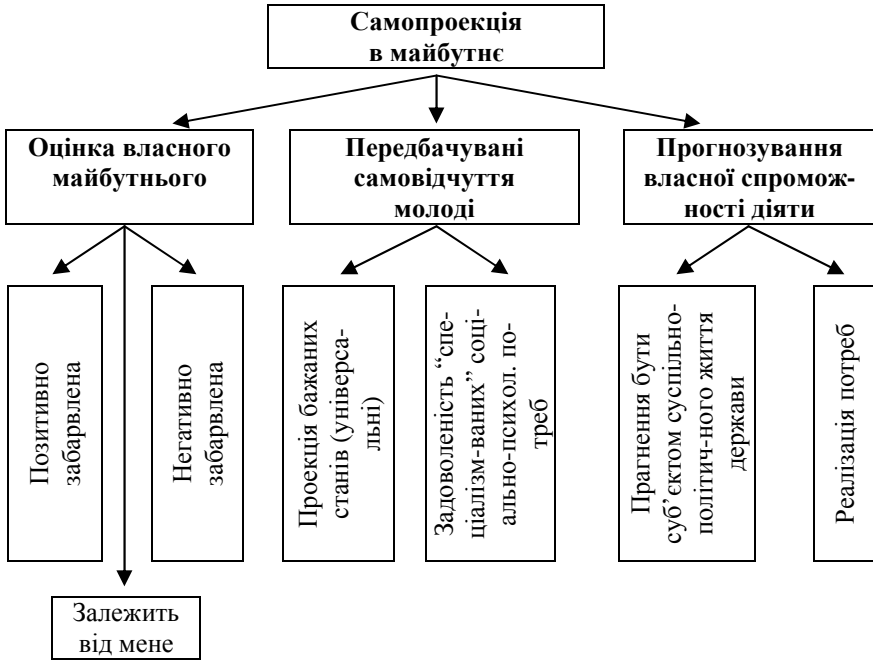 Самопроекція
в майбутнє
Оцінка власного
майбутнього
Передбачувані
самовідчуття
молоді
Прогнозування
власної спромож-
ності діяти
Позитивно
забарвлена
Негативно
забарвлена
Проекція бажаних
станів (універса-
льні)
Задоволеність “спе-
ціалізм-ваних” соці-
ально-психол. по-
треб
Прагнення бути
суб’єктом суспільно-
політич-ного життя
держави
Реалізація потреб
Залежить
від мене